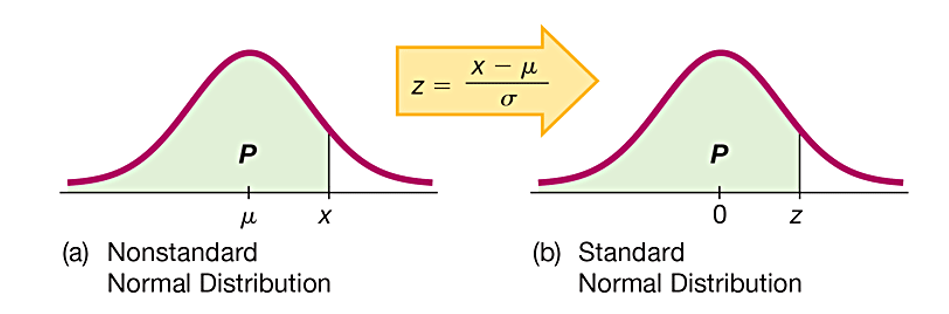 z = (x − μ) / σ
P
μ x
P
0 z
(a) Nonstandard
Normal Distribution
(b) Standard
Normal Distribution